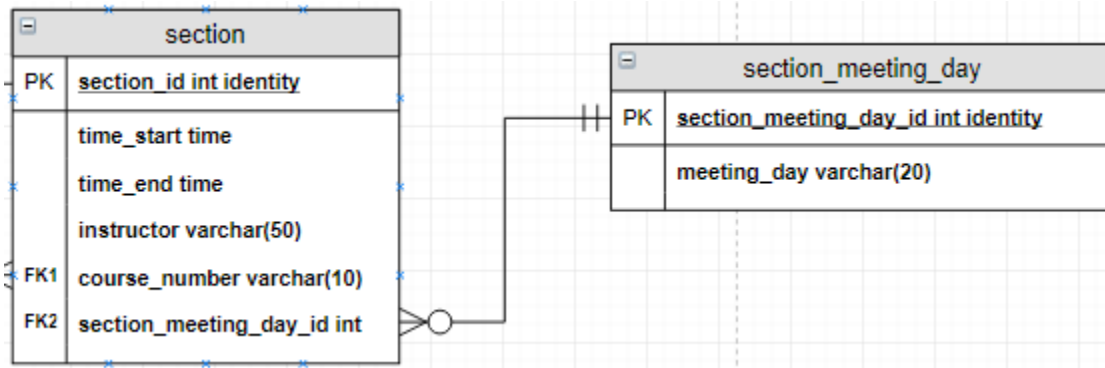 section
PK section_id int identity
time_start time
time_end time
instructor varchar(50)
FK1 course_number varchar(10)
FK2 section_meeting_day_id int
section_meeting_day
PK section_meeting_day_id int identity
meeting_day varchar(20)